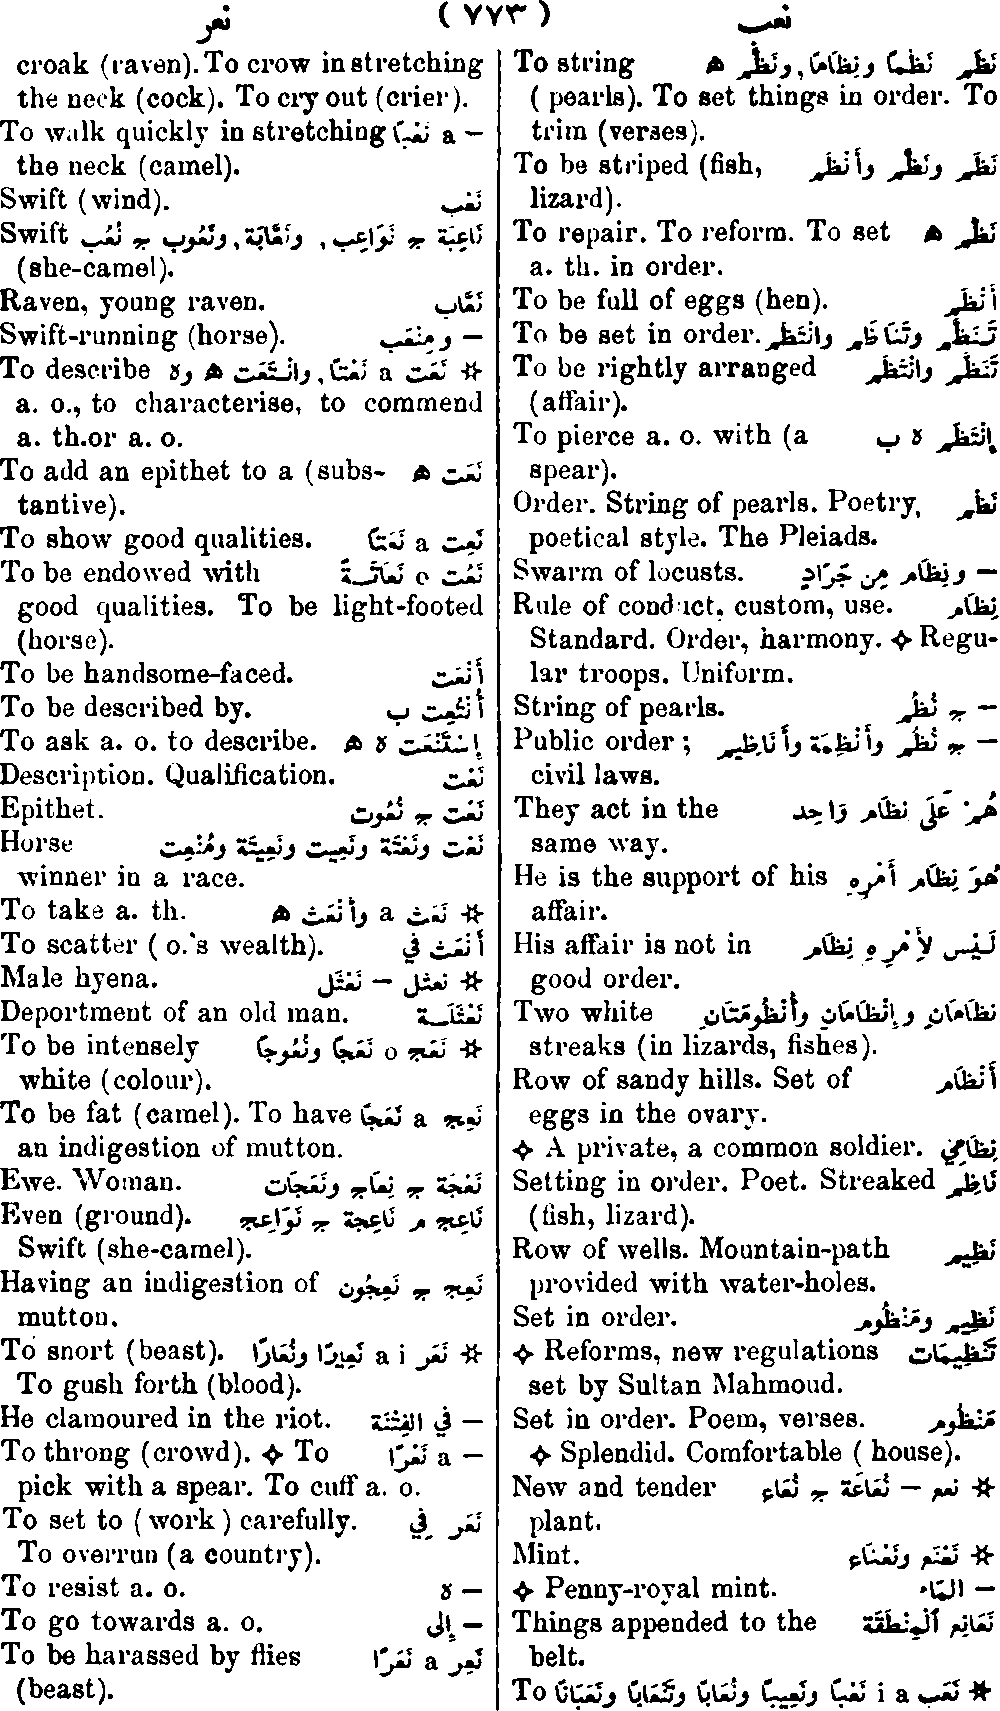 نعر ( ٧٧٣ ) نعب
To string نَظَم نَظْمًا ونِظَامًا, ونَظَّم ه
( pearls). To set things in order. To
trim (verses).
To be striped (fish, نَظَم ونَظَّم وأَنْظَم
lizard).
To repair. To reform. To set نَظَّم ه
a. th. in order.
To be full of eggs (hen). أَنْظَم
To be set in order. تَنَظَّم وتَنَاظَم وانْتَظَم
To be rightly arranged تَنَظَّم وانْتَظَم
(affair).
To pierce a. o. with (a إِنْتَظَم ه ب
spear).
Order. String of pearls. Poetry, نَظْم
poetical style. The Pleiads.
Swarm of locusts. – ونِظَام مِن جَرَادٍ
Rule of conduct, custom, use. نِظَام
Standard. Order, harmony. ✧ Regu-
lar troops. Uniform.
String of pearls. – ج نُظُم
Public order ; – ج نُظُم وأَنْظِمَة وأَنَاظِيم
civil laws.
They act in the هُمْ عَلَى نِظَام وَاحِد
same way.
He is the support of his هُوَ نِظَام أَمْرِهِ
affair.
His affair is not in لَيْس لِأَمْرِهِ نِظَام
good order.
Two white نِظَامَانِ وإِنْظَامَانِ وأُنْظُومَتَانِ
streaks (in lizards, fishes).
Row of sandy hills. Set of أَنْظَام
eggs in the ovary.
✧ A private, a common soldier. نِظَامِيّ
Setting in order. Poet. Streaked نَاظِم
(fish, lizard).
Row of wells. Mountain-path نَظِيم
provided with water-holes.
Set in order. نَظِيم ومَنْظُوم
✧ Reforms, new regulations تَنْظِيمَات
set by Sultan Mahmoud.
Set in order. Poem, verses. مَنْظُوم
✧ Splendid. Comfortable ( house).
New and tender ✲ نعع – نُعَاعَة ج نُعَاع
plant.
Mint. ✲ نَعْنَع ونَعْنَاع
✧ Penny-royal mint. – الماء
Things appended to the نَعَانِع الْمِنْطَقَة
belt.
To ✲ نَعَب i a نَعْبًا ونَعِيبًا ونُعَابًا وتَنْعَابًا ونَعَبَانًا
croak (raven). To crow in stretching
the neck (cock). To cry out (crier).
To walk quickly in stretching – a نَعْبًا
the neck (camel).
Swift (wind). نَعْب
Swift نَاعِبَة ج نَوَاعِب, ونَعَّابَة, ونَعُوب ج نُعُب
(she-camel).
Raven, young raven. نَعَّاب
Swift-running (horse). – ومِنْعَب
To describe ✲ نَعَت a نَعْتًا, وانْتَعَت ه وه
a. o., to characterise, to commend
a. th. or a. o.
To add an epithet to a (subs- نَعَت ه
tantive).
To show good qualities. نَعِت a نَعَتًا
To be endowed with نَعُت o نَعَاتَةً
good qualities. To be light-footed
(horse).
To be handsome-faced. أَنْعَت
To be described by. أُنْتُعِت ب
To ask a. o. to describe. إِسْتَنْعَت ه ه
Description. Qualification. نَعْت
Epithet. نَعْت ج نُعُوت
Horse نَعْت ونَعْتَة ونَعِيت ونَعِيتَة ومُنْعِت
winner in a race.
To take a. th. ✲ نَعَث a وأَنْعَث ه
To scatter ( o.'s wealth). أَنْعَث فِي
Male hyena. ✲ نعثل – نَعْثَل
Deportment of an old man. نَعْثَلَة
To be intensely ✲ نَعَج o نَعَجًا ونُعُوجًا
white (colour).
To be fat (camel). To have نَعِج a نَعَجًا
an indigestion of mutton.
Ewe. Woman. نَعْجَة ج نِعَاج ونَعَجَات
Even (ground). نَاعِج م نَاعِجَة ج نَوَاعِج
Swift (she-camel).
Having an indigestion of نَعِج ج نَعِجُون
mutton.
To snort (beast). ✲ نَعَر a i نَعِيرًا ونُعَارًا
To gush forth (blood).
He clamoured in the riot. – فِي الفِتْنَة
To throng (crowd). ✧ To – a نَعْرًا
pick with a spear. To cuff a. o.
To set to ( work ) carefully. نَعَر فِي
To overrun (a country).
To resist a. o. – ه
To go towards a. o. – إِلَى
To be harassed by flies نَعِر a نَعَرًا
(beast).